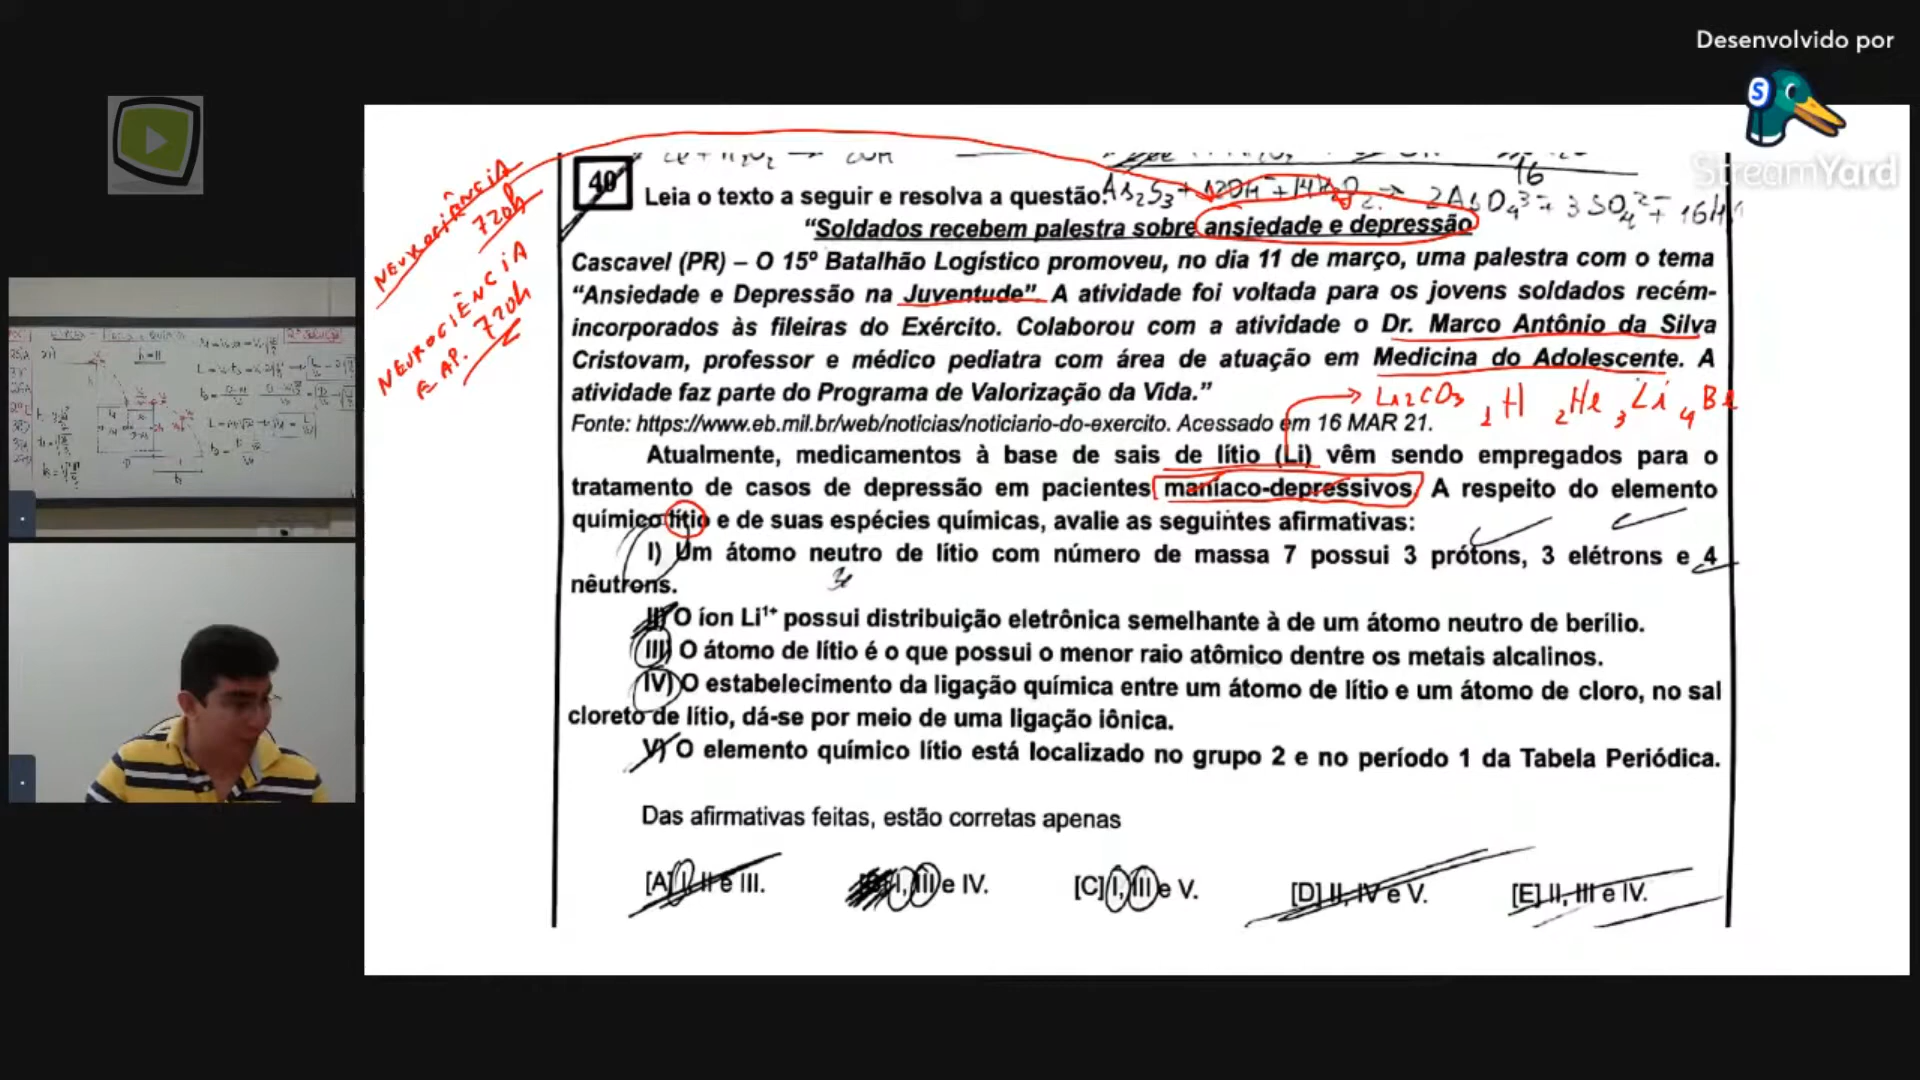 Desenvolvido por
S
StreamYard
NEUROCIÊNCIA
720h
NEUROCIÊNCIA
E AP. 720h
16
40
Leia o texto a seguir e resolva a questão:
As2S3 + 12OH- + 14H2O2 → 2AsO4 3- + 3SO4 2- + 16H
“Soldados recebem palestra sobre ansiedade e depressão
Cascavel (PR) – O 15º Batalhão Logístico promoveu, no dia 11 de março, uma palestra com o tema
“Ansiedade e Depressão na Juventude” A atividade foi voltada para os jovens soldados recém-
incorporados às fileiras do Exército. Colaborou com a atividade o Dr. Marco Antônio da Silva
Cristovam, professor e médico pediatra com área de atuação em Medicina do Adolescente. A
atividade faz parte do Programa de Valorização da Vida.”
Li2CO3 1H 2He 3Li 4Be
Fonte: https://www.eb.mil.br/web/noticias/noticiario-do-exercito. Acessado em 16 MAR 21.
Atualmente, medicamentos à base de sais de lítio (Li) vêm sendo empregados para o
tratamento de casos de depressão em pacientes maníaco-depressivos. A respeito do elemento
químico lítio e de suas espécies químicas, avalie as seguintes afirmativas:
I) Um átomo neutro de lítio com número de massa 7 possui 3 prótons, 3 elétrons e 4
nêutrons.
II) O íon Li1+ possui distribuição eletrônica semelhante à de um átomo neutro de berílio.
III) O átomo de lítio é o que possui o menor raio atômico dentre os metais alcalinos.
IV) O estabelecimento da ligação química entre um átomo de lítio e um átomo de cloro, no sal
cloreto de lítio, dá-se por meio de uma ligação iônica.
V) O elemento químico lítio está localizado no grupo 2 e no período 1 da Tabela Periódica.
Das afirmativas feitas, estão corretas apenas
[A] I, II e III.
I, III e IV.
[C] I, III e V.
[D] II, IV e V.
[E] II, III e IV.